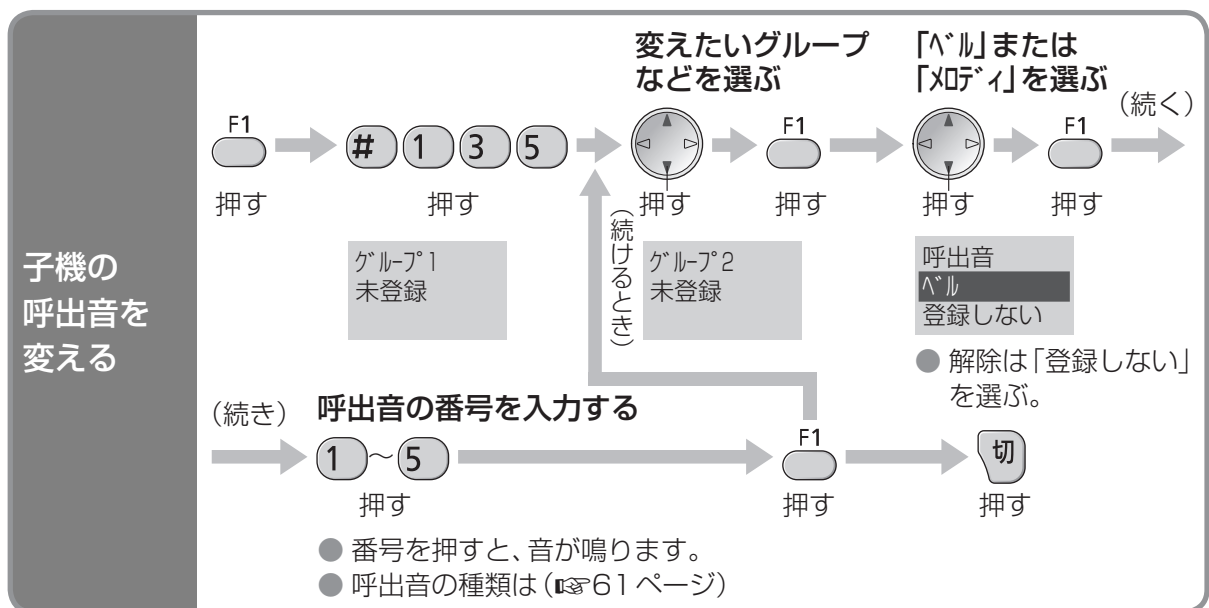 子機の
呼出音を
変える
変えたいグループ
などを選ぶ
「ﾍﾞﾙ」または
「ﾒﾛﾃﾞｨ」を選ぶ
(続く)
F1
押す
# 1 3 5
押す
押す
F1
押す
押す
F1
押す
ｸﾞﾙｰﾌﾟ1
未登録
(続けるとき)
ｸﾞﾙｰﾌﾟ2
未登録
呼出音
ﾍﾞﾙ
登録しない
● 解除は「登録しない」
を選ぶ。
(続き)
呼出音の番号を入力する
1～5
押す
F1
押す
切
押す
● 番号を押すと、音が鳴ります。
● 呼出音の種類は(☞61ページ)